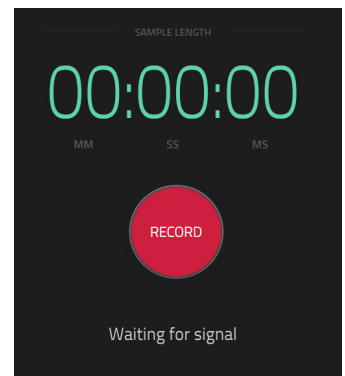 SAMPLE LENGTH
00:00:00
MM SS MS
RECORD
Waiting for signal